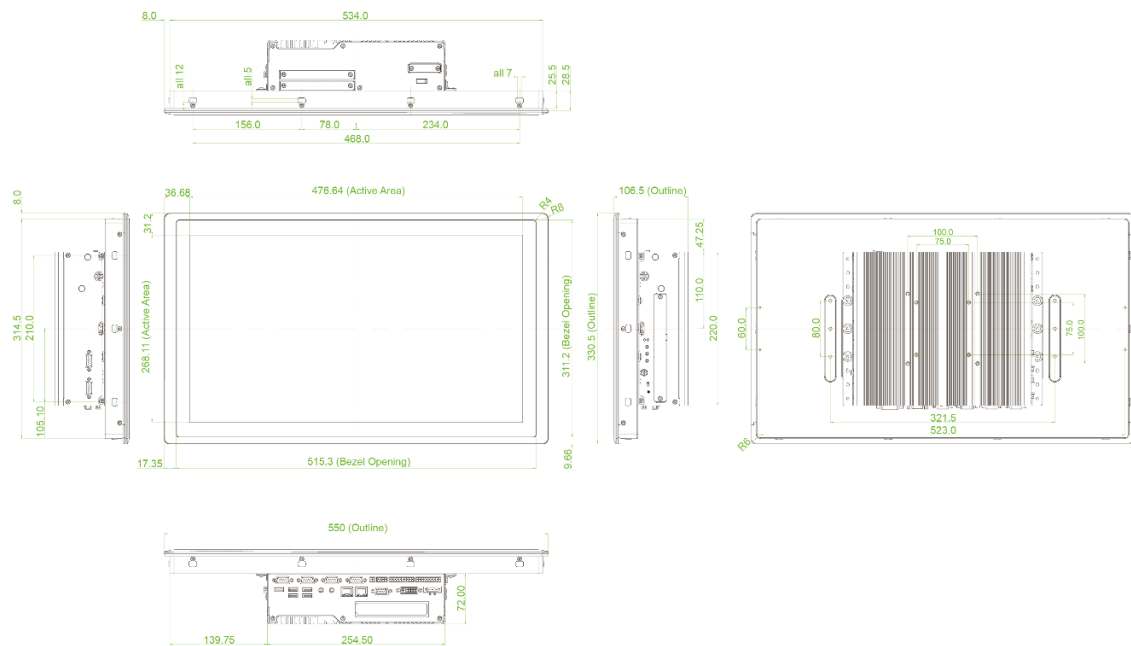 8.0
534.0
all 12
all 5
all 7
25.5
28.5
156.0
78.0
234.0
468.0
8.0
36.68
476.64 (Active Area)
R4
R8
31.2
314.5
210.0
105.10
268.11 (Active Area)
311.2 (Bezel Opening)
330.5 (Outline)
17.35
515.3 (Bezel Opening)
9.66
106.5 (Outline)
47.25
110.0
220.0
100.0
75.0
60.0
80.0
75.0
100.0
321.5
523.0
R6
550 (Outline)
72.00
139.75
254.50